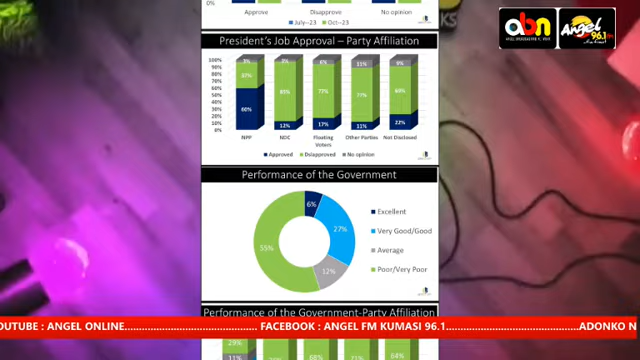 0%
Approve Disapprove No opinion
July--23 Oct--23
abn
Angel
96.1 fm
President's Job Approval – Party Affiliation
100%
90%
80%
70%
60%
50%
40%
30%
20%
10%
0%
3% 3% 6% 11% 9%
37% 85% 77% 77% 69%
60% 12% 17% 11% 22%
NPP NDC Floating Voters Other Parties Not Disclosed
Approved Disapproved No opinion
Performance of the Government
6%
27%
12%
55%
Excellent
Very Good/Good
Average
Poor/Very Poor
Performance of the Government-Party Affiliation
OUTUBE : ANGEL ONLINE FACEBOOK : ANGEL FM KUMASI 96.1 ADONKO N
29%
11%
68%
71%
64%